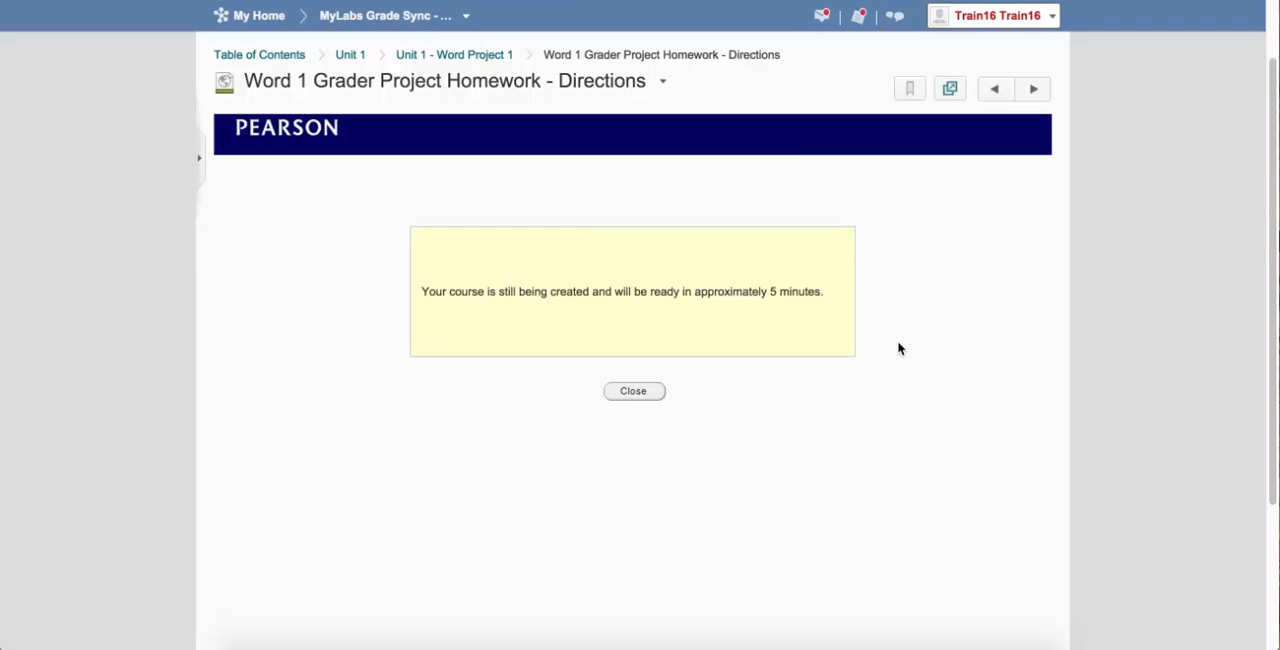 My Home MyLabs Grade Sync - ... Train16 Train16
Table of Contents Unit 1 Unit 1 - Word Project 1 Word 1 Grader Project Homework - Directions
Word 1 Grader Project Homework - Directions
PEARSON
Your course is still being created and will be ready in approximately 5 minutes.
Close